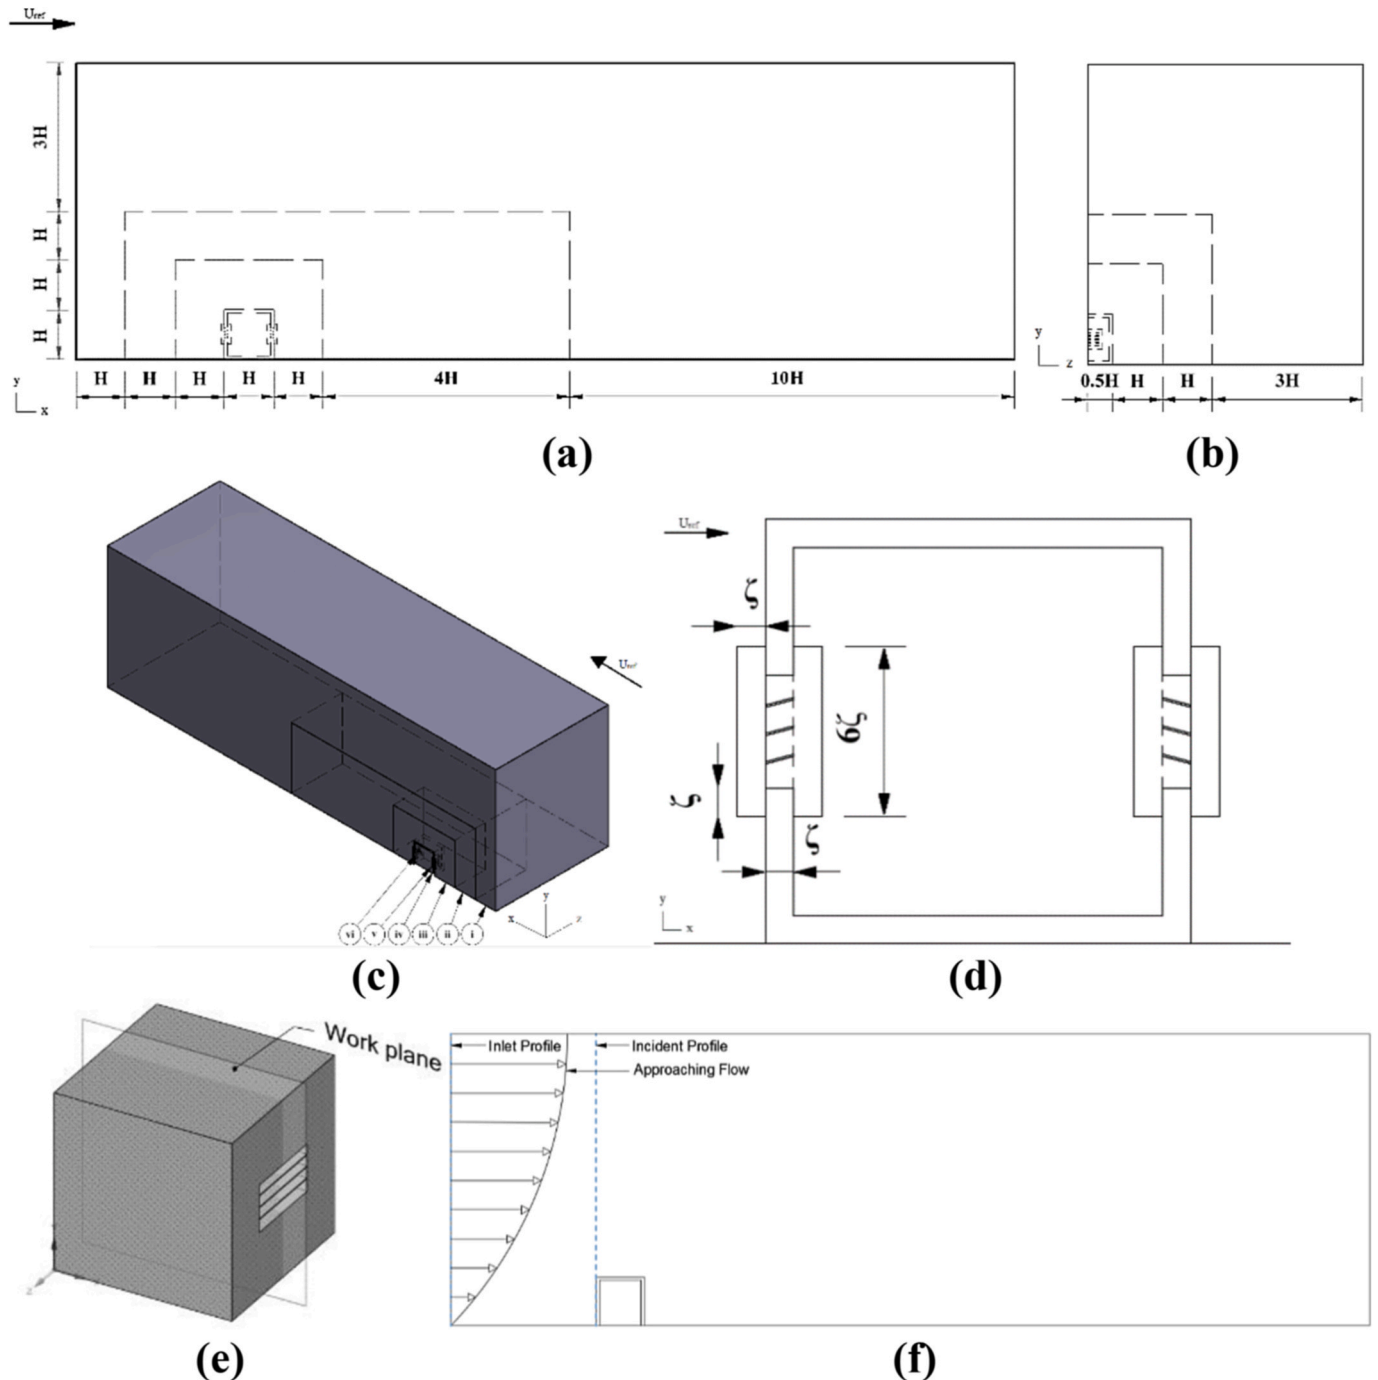 Uref
3H
H
H
H
y
x
H H H H H 4H 10H
(a)
y
z
0.5H H H 3H
(b)
Uref
vi v iv iii ii i
x y z
(c)
Uref
ζ
6ζ
ζ
ζ
y
x
(d)
Work plane
Y
Z
(e)
Inlet Profile
Incident Profile
Approaching Flow
(f)